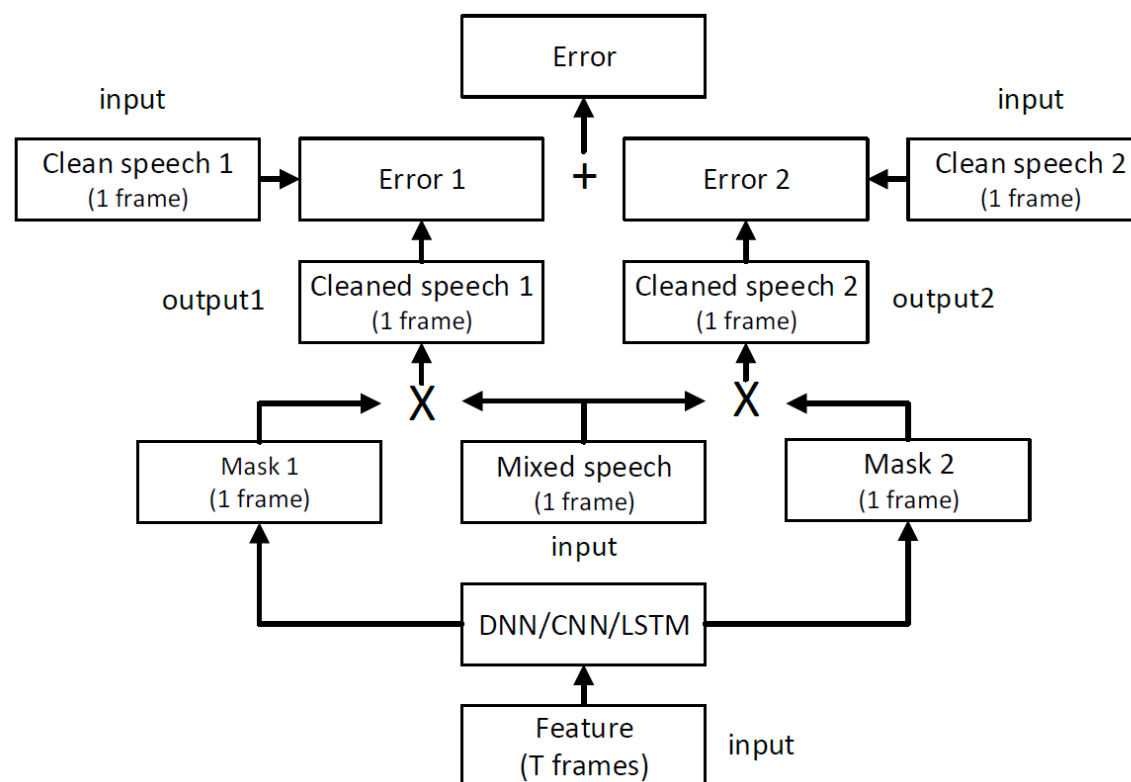 Error
input
input
Clean speech 1
(1 frame)
Error 1
+
Error 2
Clean speech 2
(1 frame)
output1
Cleaned speech 1
(1 frame)
Cleaned speech 2
(1 frame)
output2
X
X
Mask 1
(1 frame)
Mixed speech
(1 frame)
Mask 2
(1 frame)
input
DNN/CNN/LSTM
Feature
(T frames)
input